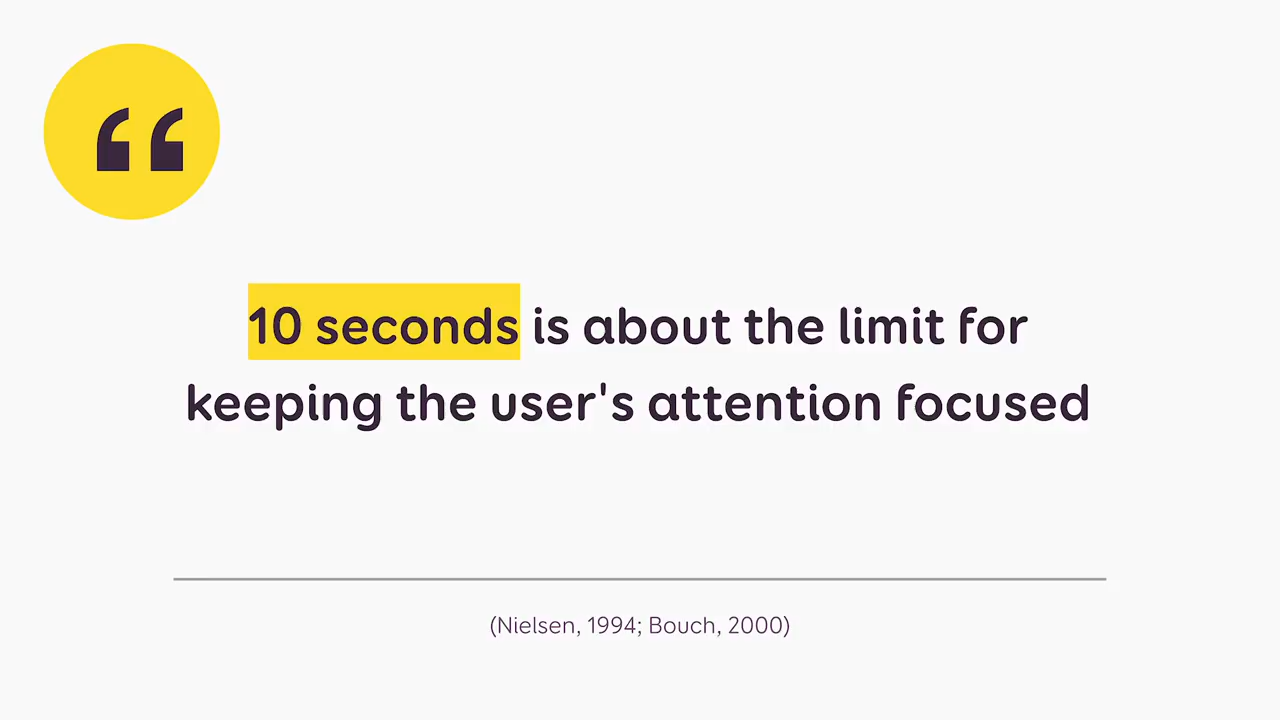 “
10 seconds is about the limit for
keeping the user's attention focused
(Nielsen, 1994; Bouch, 2000)